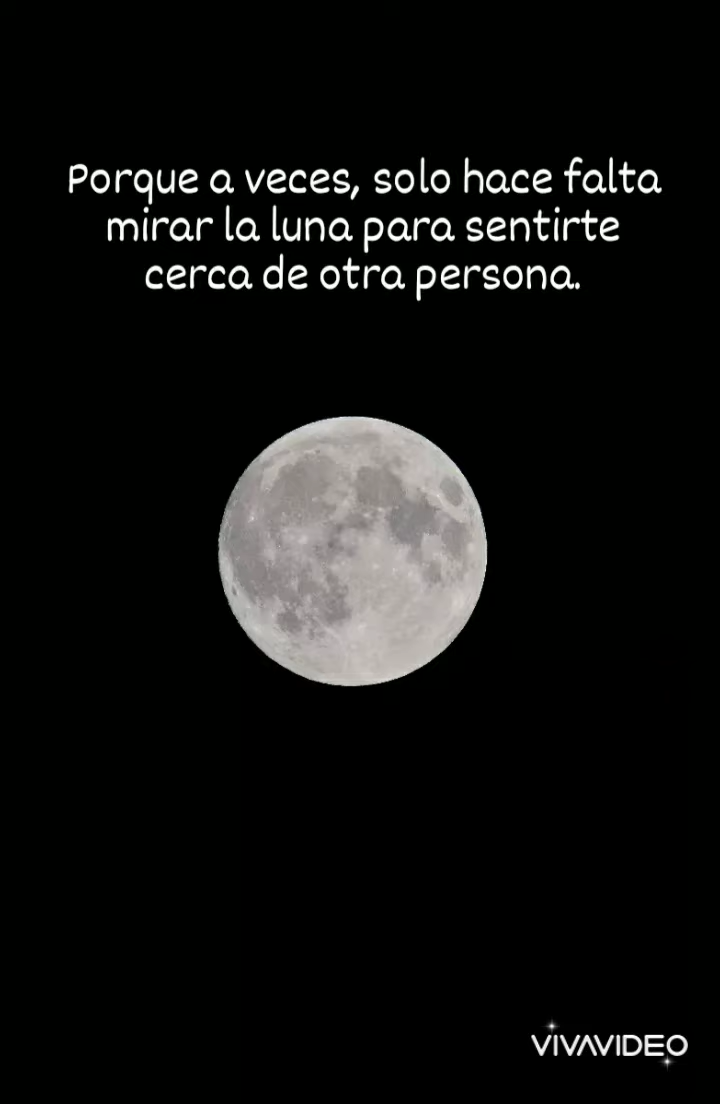 Porque a veces, solo hace falta
mirar la luna para sentirte
cerca de otra persona.
VIVAVIDEO